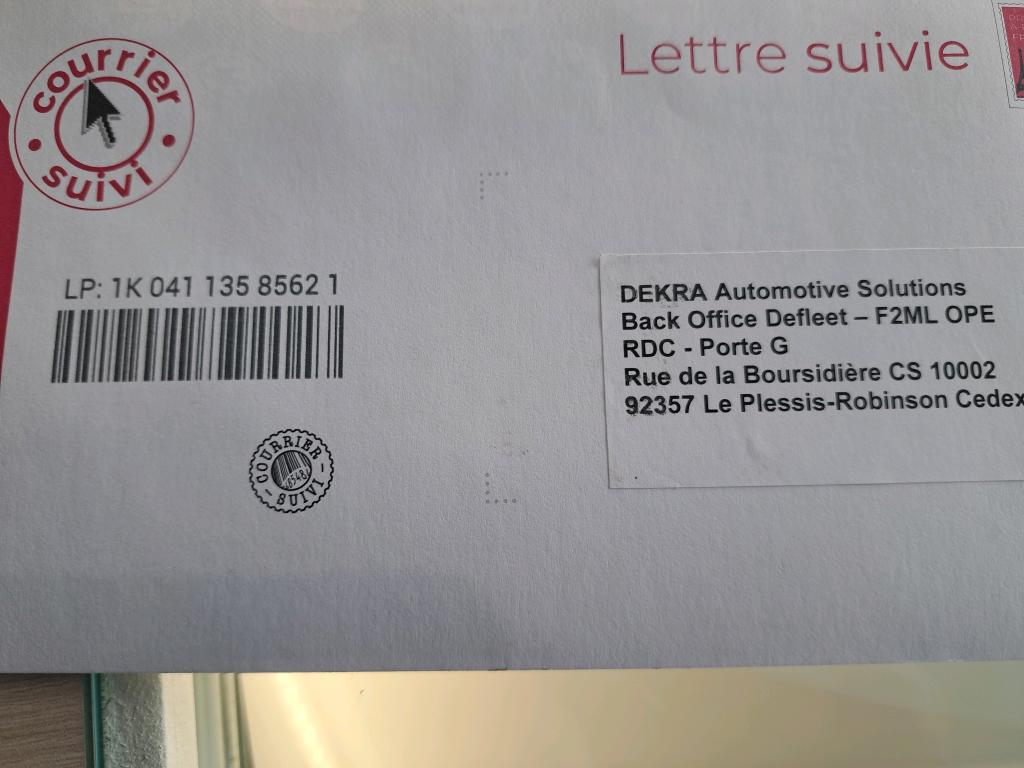 Lettre suivie
courrier
suivi
LP: 1K 041 135 8562 1
DEKRA Automotive Solutions
Back Office Defleet – F2ML OPE
RDC - Porte G
Rue de la Boursidière CS 10002
92357 Le Plessis-Robinson Cedex
COURRIER
SUIVI